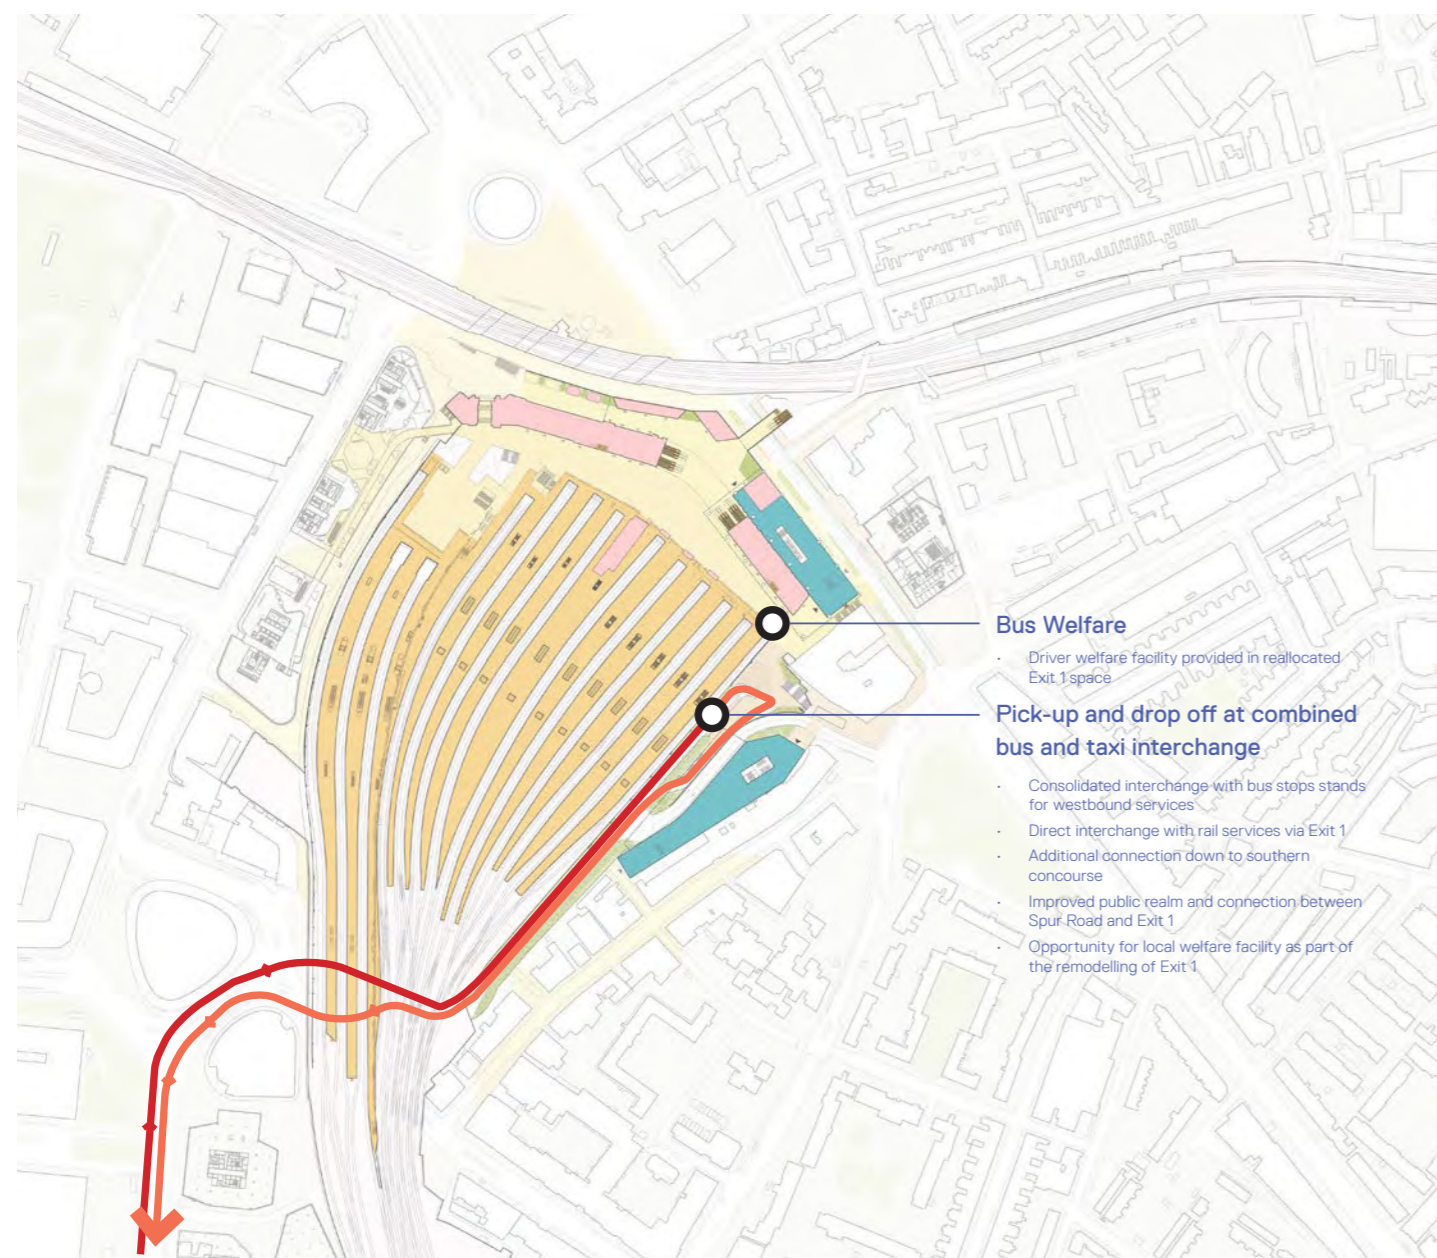 Bus Welfare
· Driver welfare facility provided in reallocated
Exit 1 space
Pick-up and drop off at combined
bus and taxi interchange
· Consolidated interchange with bus stops stands
for westbound services
· Direct interchange with rail services via Exit 1
· Additional connection down to southern
concourse
· Improved public realm and connection between
Spur Road and Exit 1
· Opportunity for local welfare facility as part of
the remodelling of Exit 1